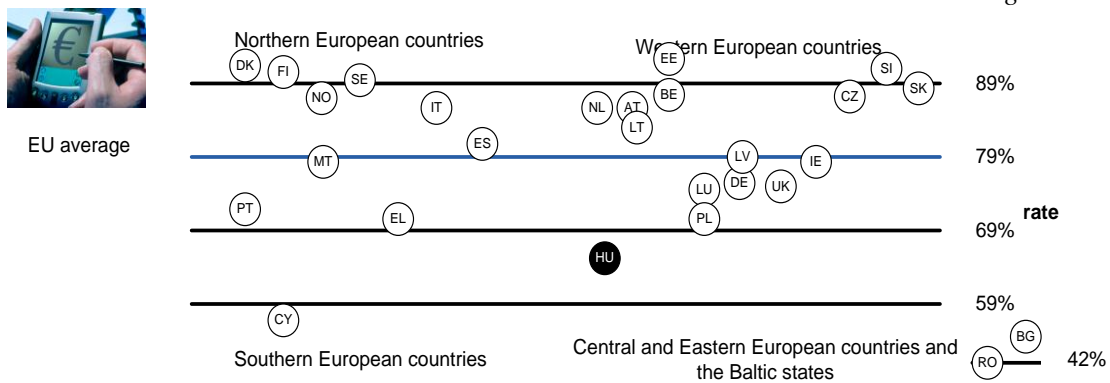 Northern European countries
Western European countries
DK
FI
NO
SE
IT
NL
AT
LT
EE
BE
CZ
SI
SK
89%
EU average
ES
MT
LV
IE
79%
LU
DE
UK
PT
EL
PL
rate
69%
HU
59%
CY
Southern European countries
Central and Eastern European countries and
the Baltic states
BG
RO
42%
€